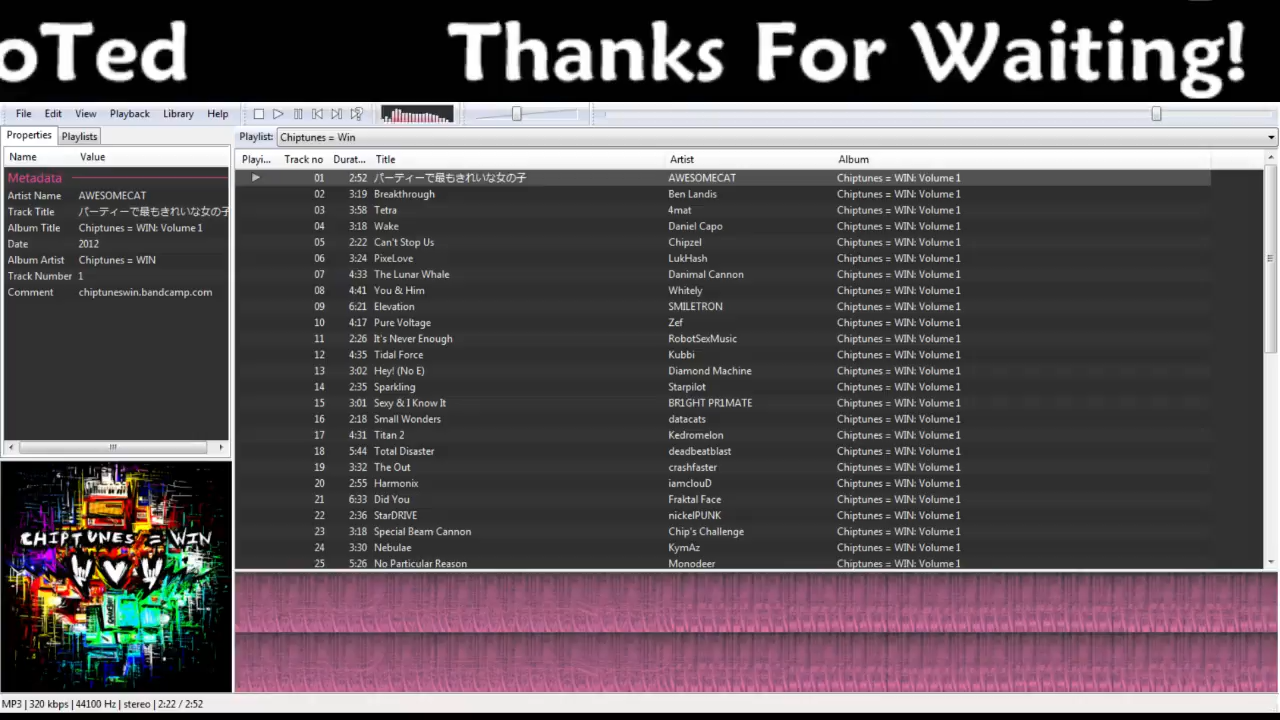 oTed Thanks For Waiting!
File Edit View Playback Library Help
Properties Playlists
Playlist: Chiptunes = Win
Name Value
Metadata
Artist Name AWESOMECAT
Track Title パーティーで最もきれいな女の子
Album Title Chiptunes = WIN: Volume 1
Date 2012
Album Artist Chiptunes = WIN
Track Number 1
Comment chiptuneswin.bandcamp.com
CHIPTUNES = WIN
Playi... Track no Durat... Title Artist Album
01 2:52 パーティーで最もきれいな女の子 AWESOMECAT Chiptunes = WIN: Volume 1
02 3:19 Breakthrough Ben Landis Chiptunes = WIN: Volume 1
03 3:58 Tetra 4mat Chiptunes = WIN: Volume 1
04 3:18 Wake Daniel Capo Chiptunes = WIN: Volume 1
05 2:22 Can't Stop Us Chipzel Chiptunes = WIN: Volume 1
06 3:24 PixeLove LukHash Chiptunes = WIN: Volume 1
07 4:33 The Lunar Whale Danimal Cannon Chiptunes = WIN: Volume 1
08 4:41 You & Him Whitely Chiptunes = WIN: Volume 1
09 6:21 Elevation SMILETRON Chiptunes = WIN: Volume 1
10 4:17 Pure Voltage Zef Chiptunes = WIN: Volume 1
11 2:26 It's Never Enough RobotSexMusic Chiptunes = WIN: Volume 1
12 4:35 Tidal Force Kubbi Chiptunes = WIN: Volume 1
13 3:02 Hey! (No E) Diamond Machine Chiptunes = WIN: Volume 1
14 2:35 Sparkling Starpilot Chiptunes = WIN: Volume 1
15 3:01 Sexy & I Know It BR1GHT PR1MATE Chiptunes = WIN: Volume 1
16 2:18 Small Wonders datacats Chiptunes = WIN: Volume 1
17 4:31 Titan 2 Kedromelon Chiptunes = WIN: Volume 1
18 5:44 Total Disaster deadbeatblast Chiptunes = WIN: Volume 1
19 3:32 The Out crashfaster Chiptunes = WIN: Volume 1
20 2:55 Harmonix iamclouD Chiptunes = WIN: Volume 1
21 6:33 Did You Fraktal Face Chiptunes = WIN: Volume 1
22 2:36 StarDRIVE nickelPUNK Chiptunes = WIN: Volume 1
23 3:18 Special Beam Cannon Chip's Challenge Chiptunes = WIN: Volume 1
24 3:30 Nebulae KymAz Chiptunes = WIN: Volume 1
25 5:26 No Particular Reason Monodeer Chiptunes = WIN: Volume 1
MP3 | 320 kbps | 44100 Hz | stereo | 2:22 / 2:52